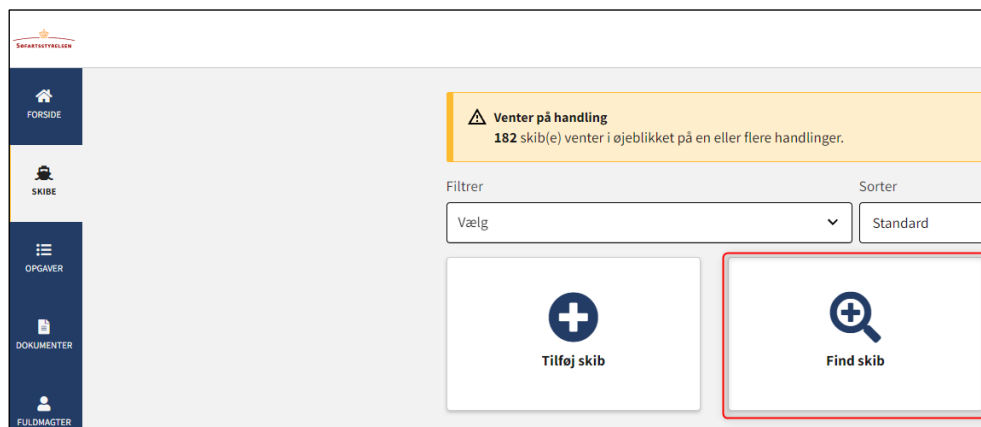 SØFARTSSTYRELSEN
FORSIDE
SKIBE
OPGAVER
DOKUMENTER
FULDMAGTER
Venter på handling
182 skib(e) venter i øjeblikket på en eller flere handlinger.
Filtrer
Sorter
Vælg
Standard
Tilføj skib
Find skib